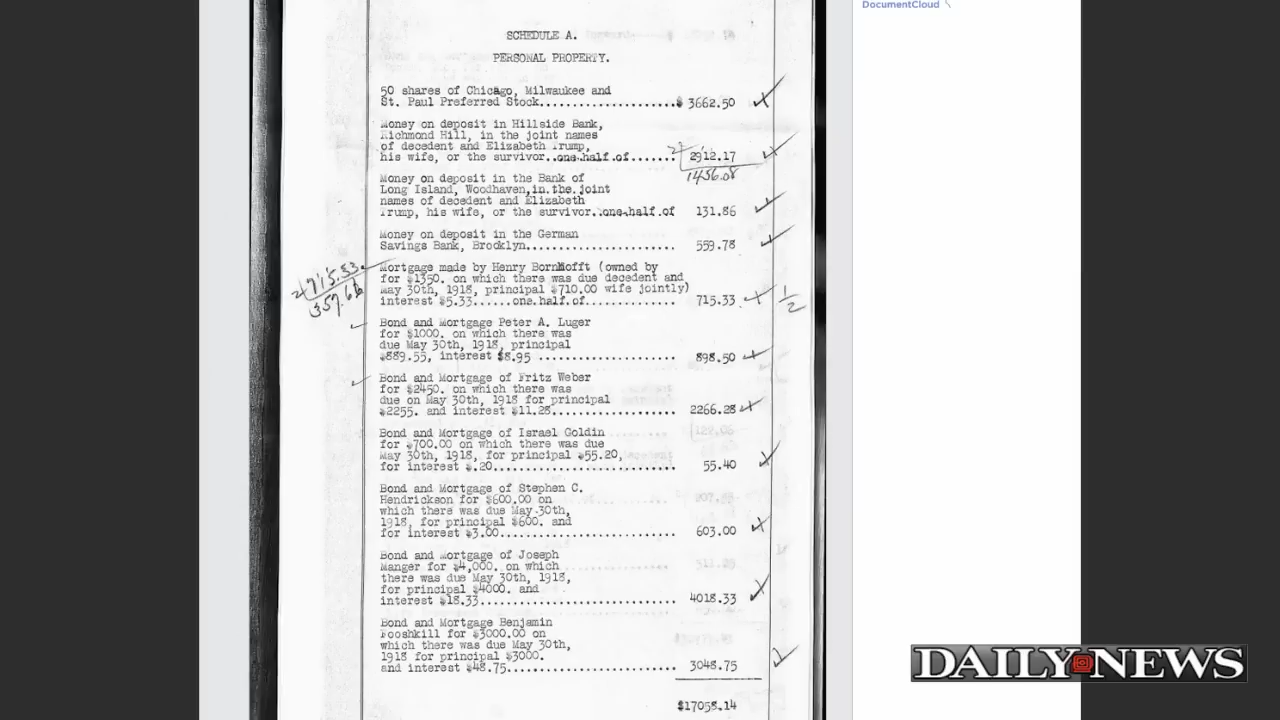 DocumentCloud
SCHEDULE A.
PERSONAL PROPERTY.
50 shares of Chicago, Milwaukee and
St. Paul Preferred Stock........................$ 3662.50
Money on deposit in Hillside Bank,
Richmond Hill, in the joint names
of decedent and Elizabeth Trump,
his wife, or the survivor..one half of....... 2 2912.17
1456.08
Money on deposit in the Bank of
Long Island, Woodhaven,in the joint
names of decedent and Elizabeth
Trump, his wife, or the survivor..one half of 131.86
Money on deposit in the German
Savings Bank, Brooklyn......................... 559.78
2 715.33
357.66
Mortgage made by Henry Bornhofft (owned by
for $1350. on which there was due decedent and
May 30th, 1918, principal $710.00 wife jointly)
interest $5.33......one half of............... 715.33 1/2
Bond and Mortgage Peter A. Luger
for $1000. on which there was
due May 30th, 1918, principal
$889.55, interest $8.95 ....................... 898.50
Bond and Mortgage of Fritz Weber
for $2450. on which there was
due on May 30th, 1918 for principal
$2255. and interest $11.28..................... 2266.28
Bond and Mortgage of Israel Goldin
for $700.00 on which there was due
May 30th, 1918, for principal $55.20,
for interest $.20.............................. 55.40
Bond and Mortgage of Stephen C.
Hendrickson for $600.00 on
which there was due May 30th,
1918, for principal $600. and
for interest $3.00............................. 603.00
Bond and Mortgage of Joseph
Manger for $4,000. on which
there was due May 30th, 1918,
for principal $4000. and
interest $18.33................................ 4018.33
Bond and Mortgage Benjamin
Fooshkill for $3000.00 on
which there was due May 30th,
1918 for principal $3000.
and interest $48.75............................ 3048.75
$17058.14
DAILY NEWS